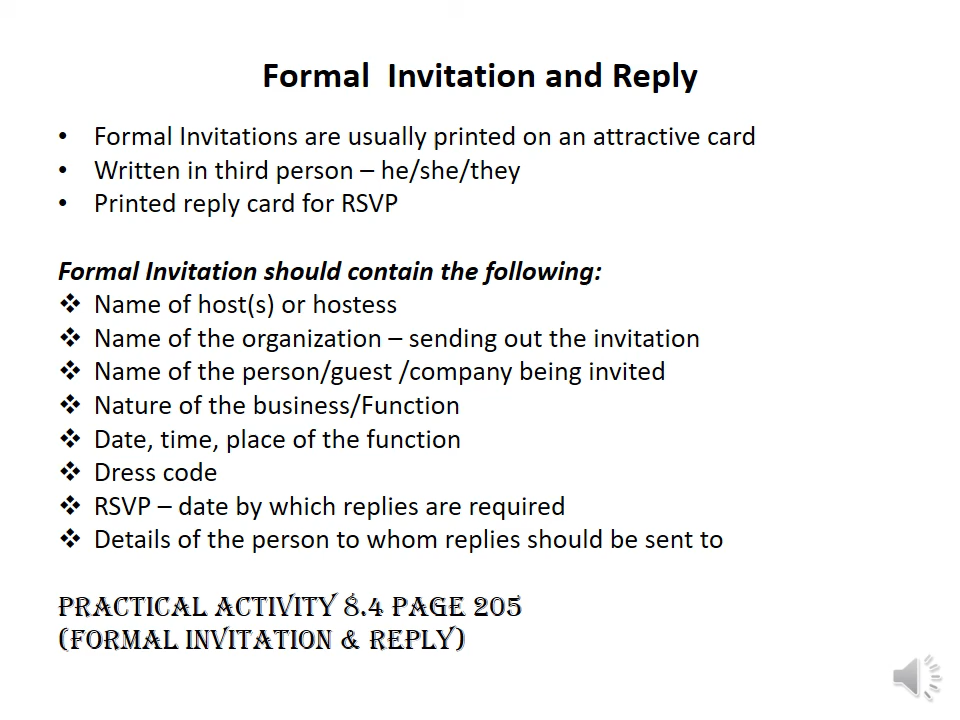 Formal Invitation and Reply
• Formal Invitations are usually printed on an attractive card
• Written in third person – he/she/they
• Printed reply card for RSVP
Formal Invitation should contain the following:
❖ Name of host(s) or hostess
❖ Name of the organization – sending out the invitation
❖ Name of the person/guest /company being invited
❖ Nature of the business/Function
❖ Date, time, place of the function
❖ Dress code
❖ RSVP – date by which replies are required
❖ Details of the person to whom replies should be sent to
PRACTICAL ACTIVITY 8.4 PAGE 205
(FORMAL INVITATION & REPLY)